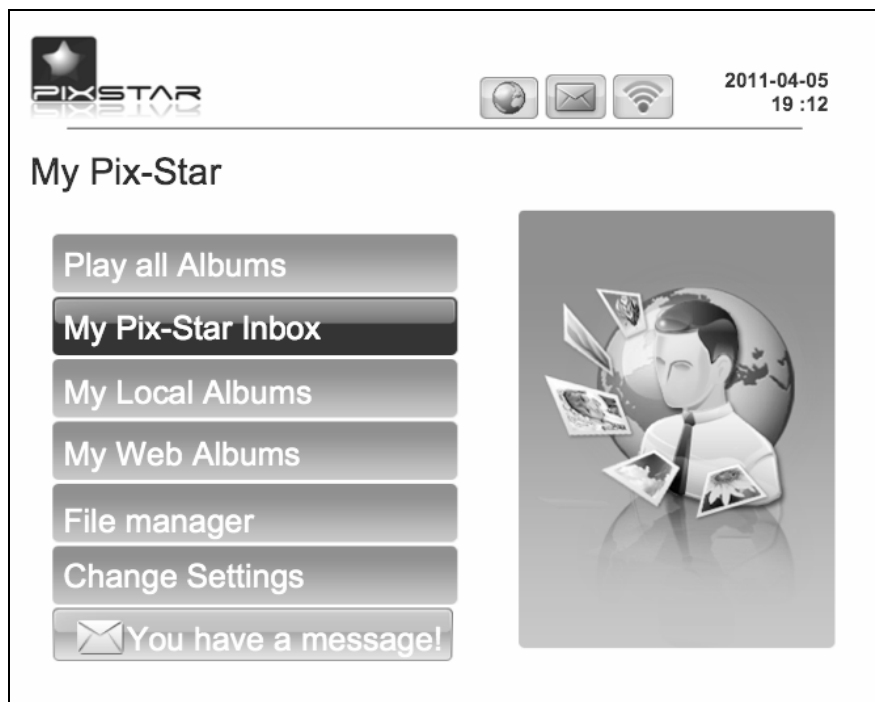 PIXSTAR
2011-04-05
19 :12
My Pix-Star
Play all Albums
My Pix-Star Inbox
My Local Albums
My Web Albums
File manager
Change Settings
You have a message!